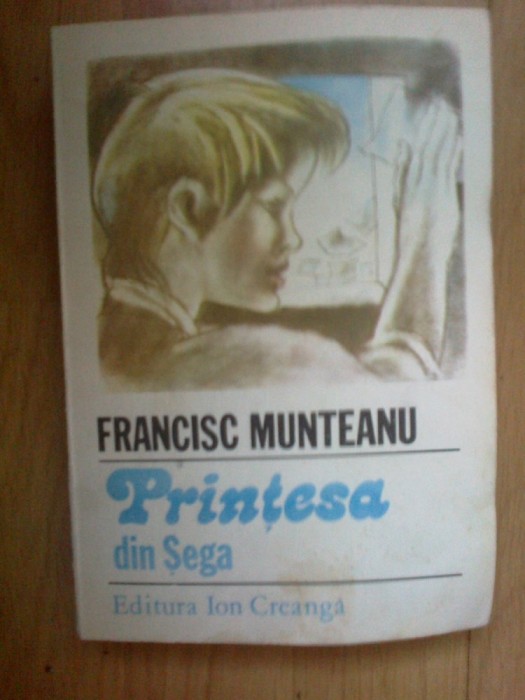 FRANCISC MUNTEANU
Prințesa
din Șega
Editura Ion Creangă